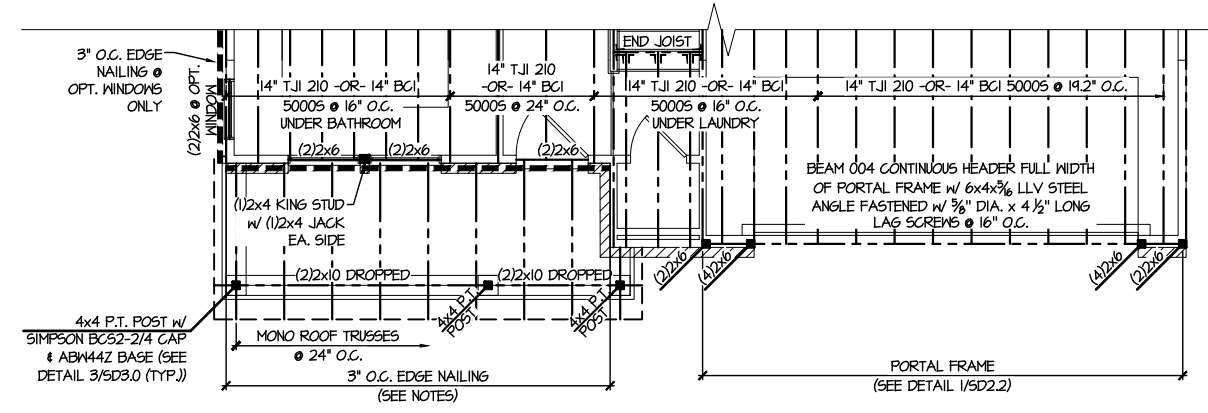 3" O.C. EDGE
NAILING @
OPT. WINDOWS
ONLY
(2)2x6 @ OPT.
WINDOW
14" TJI 210 -OR- 14" BCI
5000S @ 16" O.C.
UNDER BATHROOM
14" TJI 210
-OR- 14" BCI
5000S @ 24" O.C.
END JOIST
14" TJI 210 -OR- 14" BCI
5000S @ 16" O.C.
UNDER LAUNDRY
14" TJI 210 -OR- 14" BCI 5000S @ 19.2" O.C.
(2)2x6
(2)2x6
(2)2x6
BEAM 004 CONTINUOUS HEADER FULL WIDTH
OF PORTAL FRAME w/ 6x4x5/16 LLV STEEL
ANGLE FASTENED w/ 5/8" DIA. x 4 1/2" LONG
LAG SCREWS @ 16" O.C.
(1)2x4 KING STUD
w/ (1)2x4 JACK
EA. SIDE
(2)2x10 DROPPED
(2)2x10 DROPPED
(2)2x6
(4)2x6
(4)2x6
(2)2x6
4x4 P.T.
POST
4x4 P.T.
POST
4x4 P.T. POST w/
SIMPSON BCS2-2/4 CAP
& ABW44Z BASE (SEE
DETAIL 3/SD3.0 (TYP.))
MONO ROOF TRUSSES
@ 24" O.C.
3" O.C. EDGE NAILING
(SEE NOTES)
PORTAL FRAME
(SEE DETAIL 1/SD2.2)